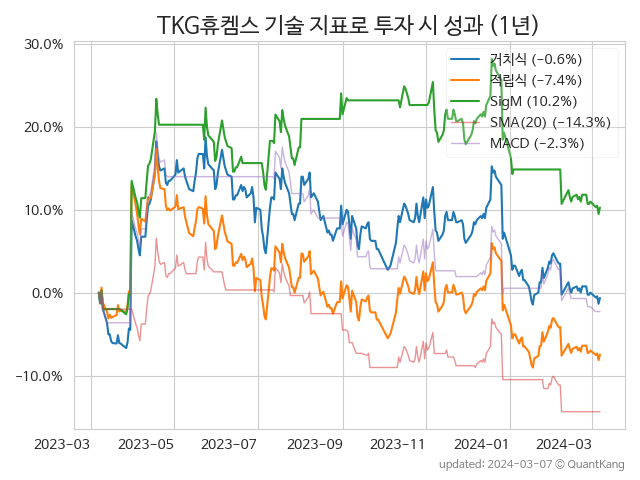 TKG휴켐스 기술 지표로 투자 시 성과 (1년)
30.0%
20.0%
10.0%
0.0%
−10.0%
거치식 (−0.6%)
적립식 (−7.4%)
SigM (10.2%)
SMA(20) (−14.3%)
MACD (−2.3%)
2023-03 2023-05 2023-07 2023-09 2023-11 2024-01 2024-03
updated: 2024-03-07 © QuantKang